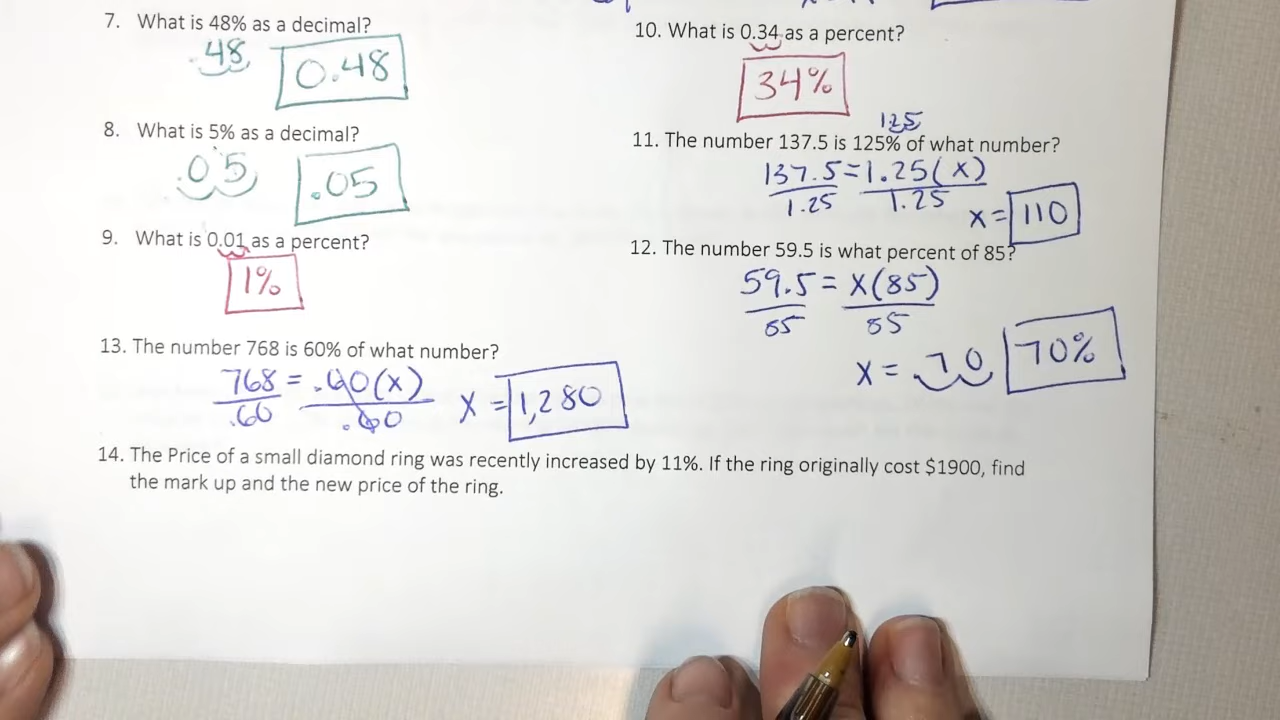 7. What is 48% as a decimal?
.48 0.48
8. What is 5% as a decimal?
.05 .05
9. What is 0.01 as a percent?
1%
10. What is 0.34 as a percent?
34%
125
11. The number 137.5 is 125% of what number?
137.5 = 1.25(x)
1.25 1.25
x = 110
12. The number 59.5 is what percent of 85?
59.5 = x(85)
85 85
x = .70 70%
13. The number 768 is 60% of what number?
768 = .60(x)
.60 .60
x = 1,280
14. The Price of a small diamond ring was recently increased by 11%. If the ring originally cost $1900, find
the mark up and the new price of the ring.